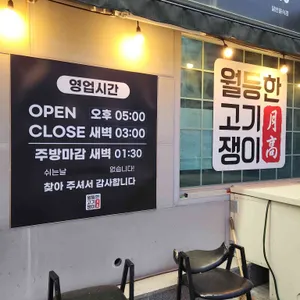 영업시간
OPEN 오후 05:00
CLOSE 새벽 03:00
주방마감 새벽 01:30
쉬는날 없습니다!
찾아 주셔서 감사합니다
월등한
고기
쟁이
月高